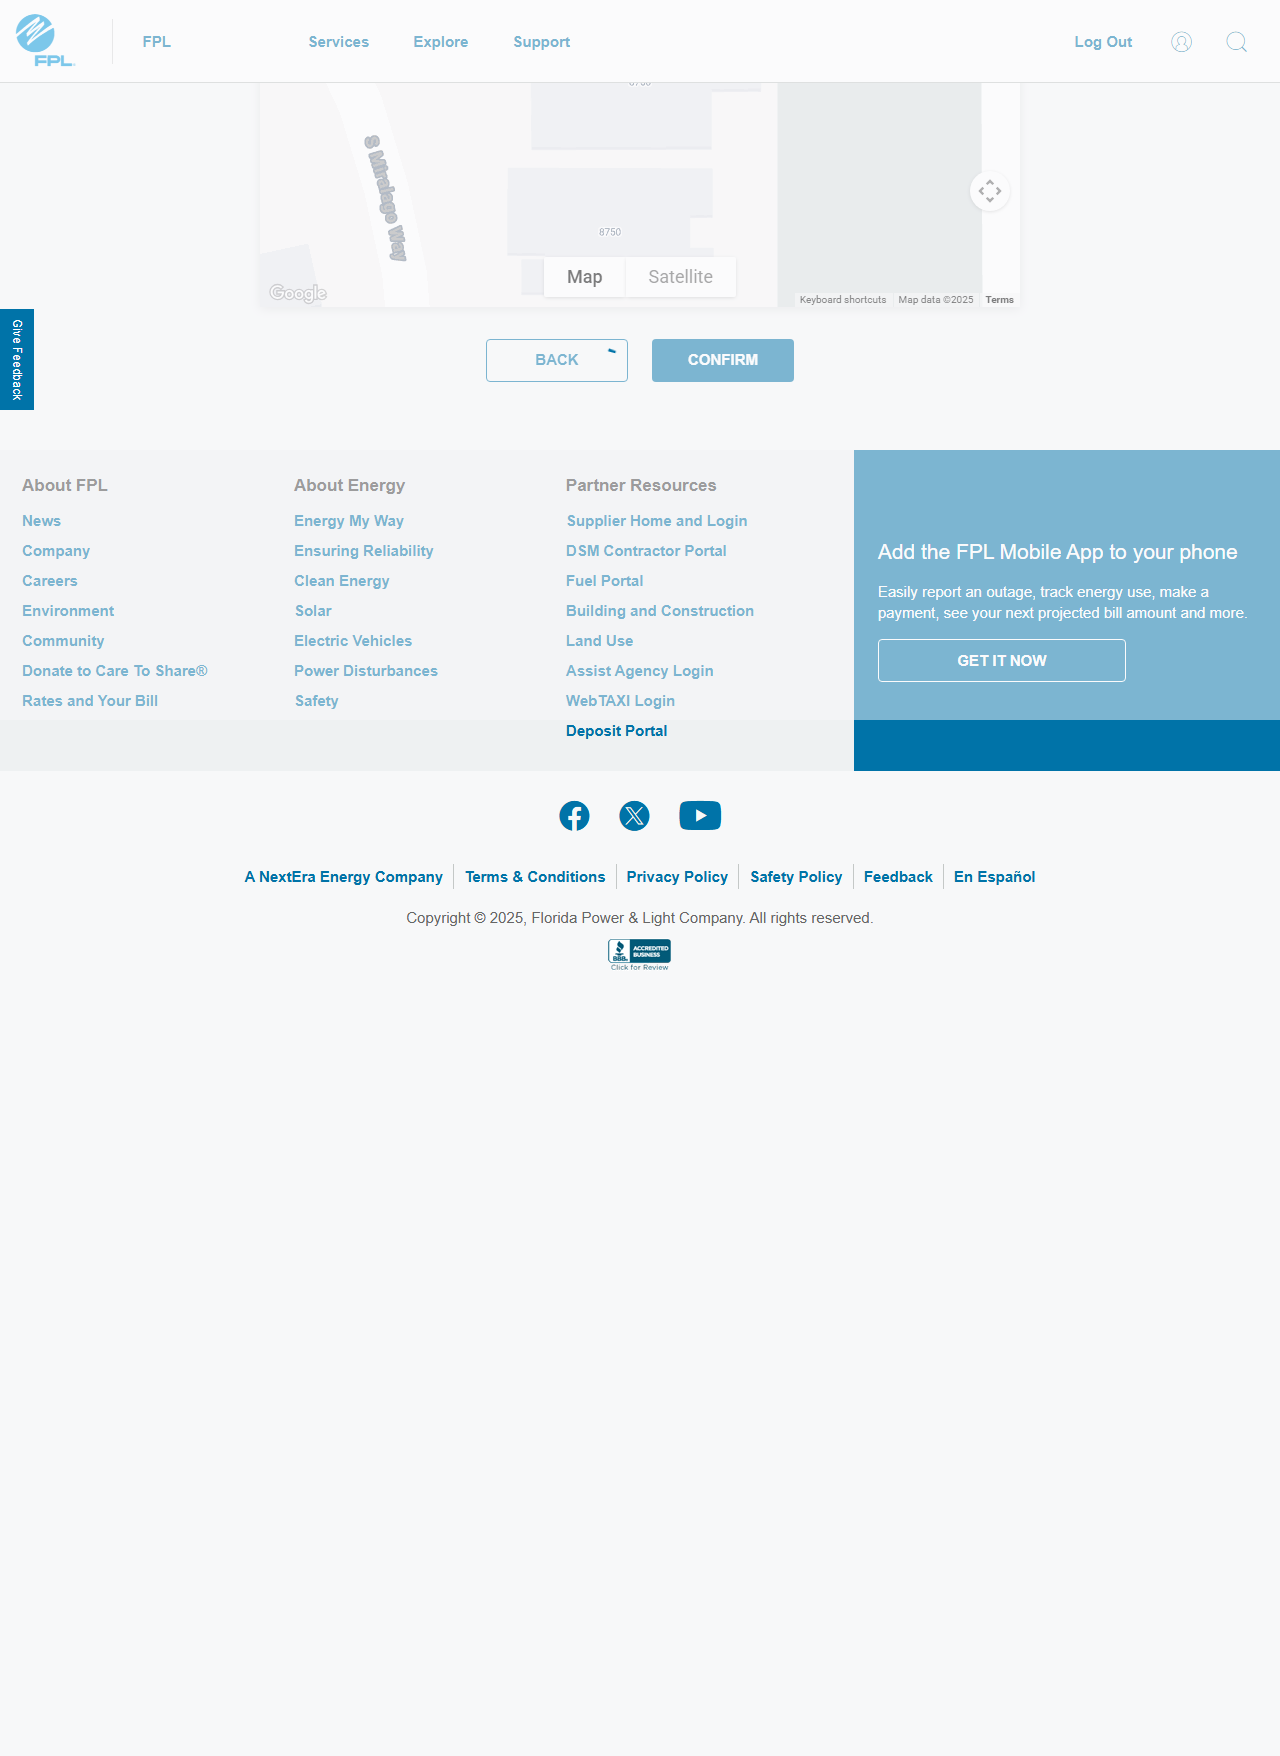 FPL
FPL
Services
Explore
Support
Log Out
S Miralago Way
8750
Map
Satellite
Google
Keyboard shortcuts
Map data ©2025
Terms
Give Feedback
BACK
CONFIRM
About FPL
News
Company
Careers
Environment
Community
Donate to Care To Share®
Rates and Your Bill
About Energy
Energy My Way
Ensuring Reliability
Clean Energy
Solar
Electric Vehicles
Power Disturbances
Safety
Partner Resources
Supplier Home and Login
DSM Contractor Portal
Fuel Portal
Building and Construction
Land Use
Assist Agency Login
WebTAXI Login
Deposit Portal
Add the FPL Mobile App to your phone
Easily report an outage, track energy use, make a
payment, see your next projected bill amount and more.
GET IT NOW
A NextEra Energy Company
Terms & Conditions
Privacy Policy
Safety Policy
Feedback
En Español
Copyright © 2025, Florida Power & Light Company. All rights reserved.
BBB.
ACCREDITED
BUSINESS
Click for Review